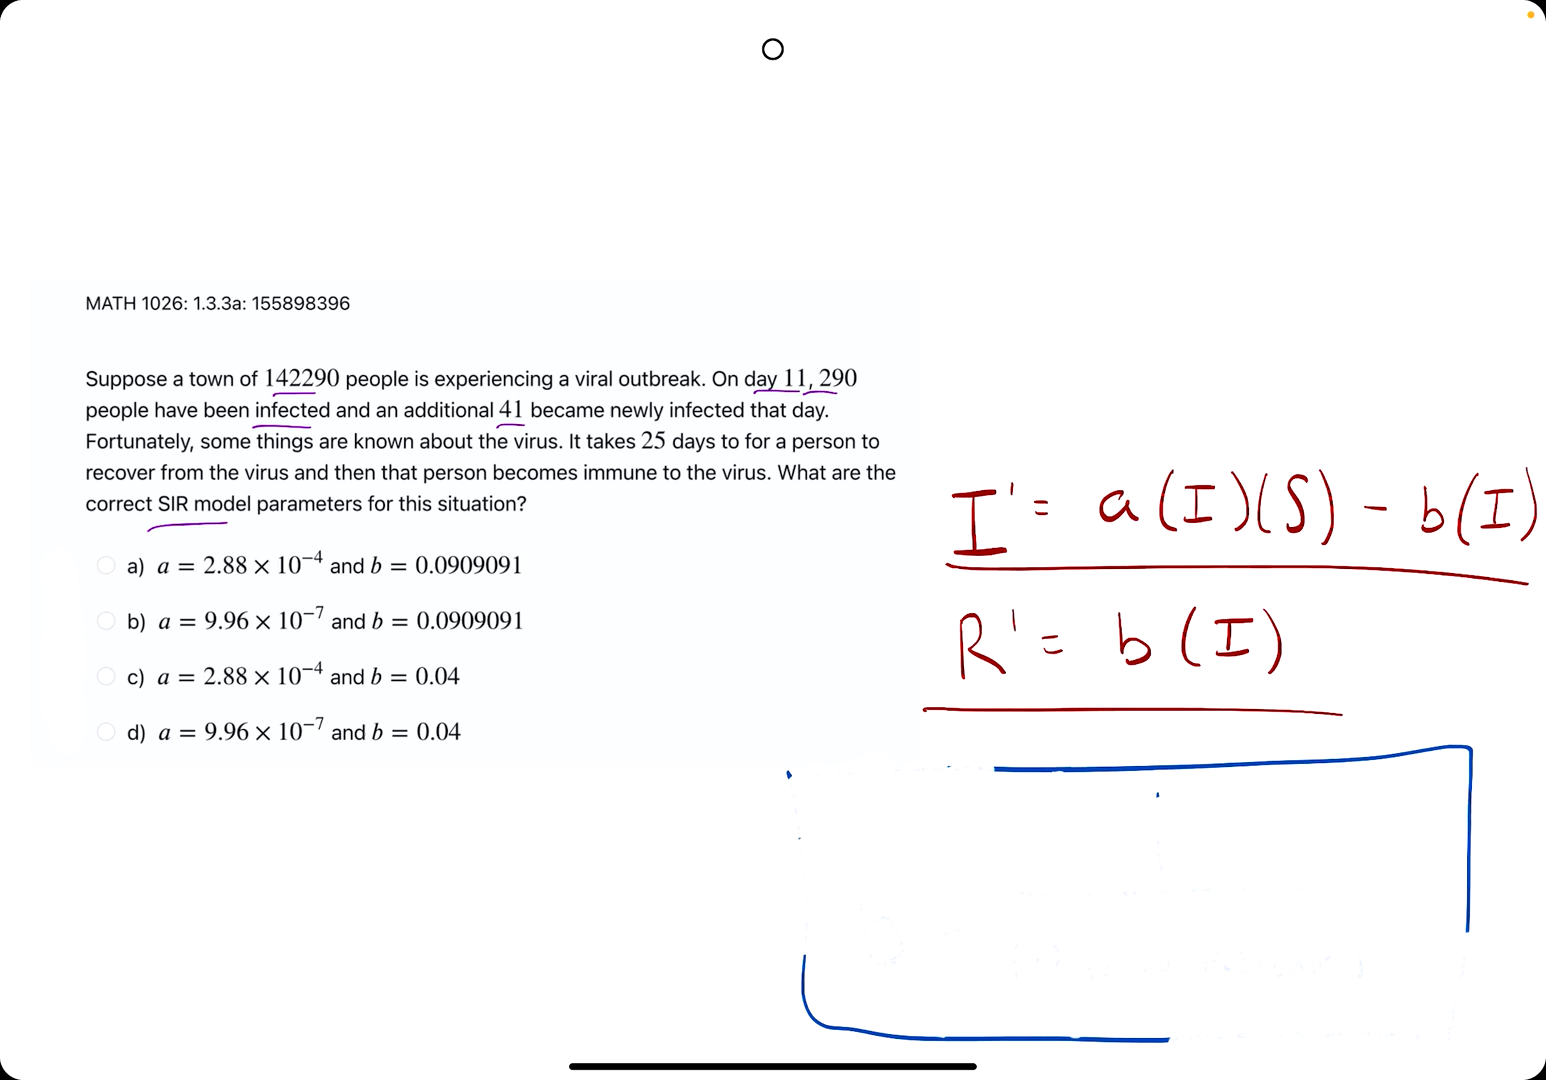 MATH 1026: 1.3.3a: 155898396
Suppose a town of 142290 people is experiencing a viral outbreak. On day 11, 290
people have been infected and an additional 41 became newly infected that day.
Fortunately, some things are known about the virus. It takes 25 days to for a person to
recover from the virus and then that person becomes immune to the virus. What are the
correct SIR model parameters for this situation?
a) a = 2.88 × 10⁻⁴ and b = 0.0909091
b) a = 9.96 × 10⁻⁷ and b = 0.0909091
c) a = 2.88 × 10⁻⁴ and b = 0.04
d) a = 9.96 × 10⁻⁷ and b = 0.04
I' = a(I)(S) - b(I)
R' = b(I)